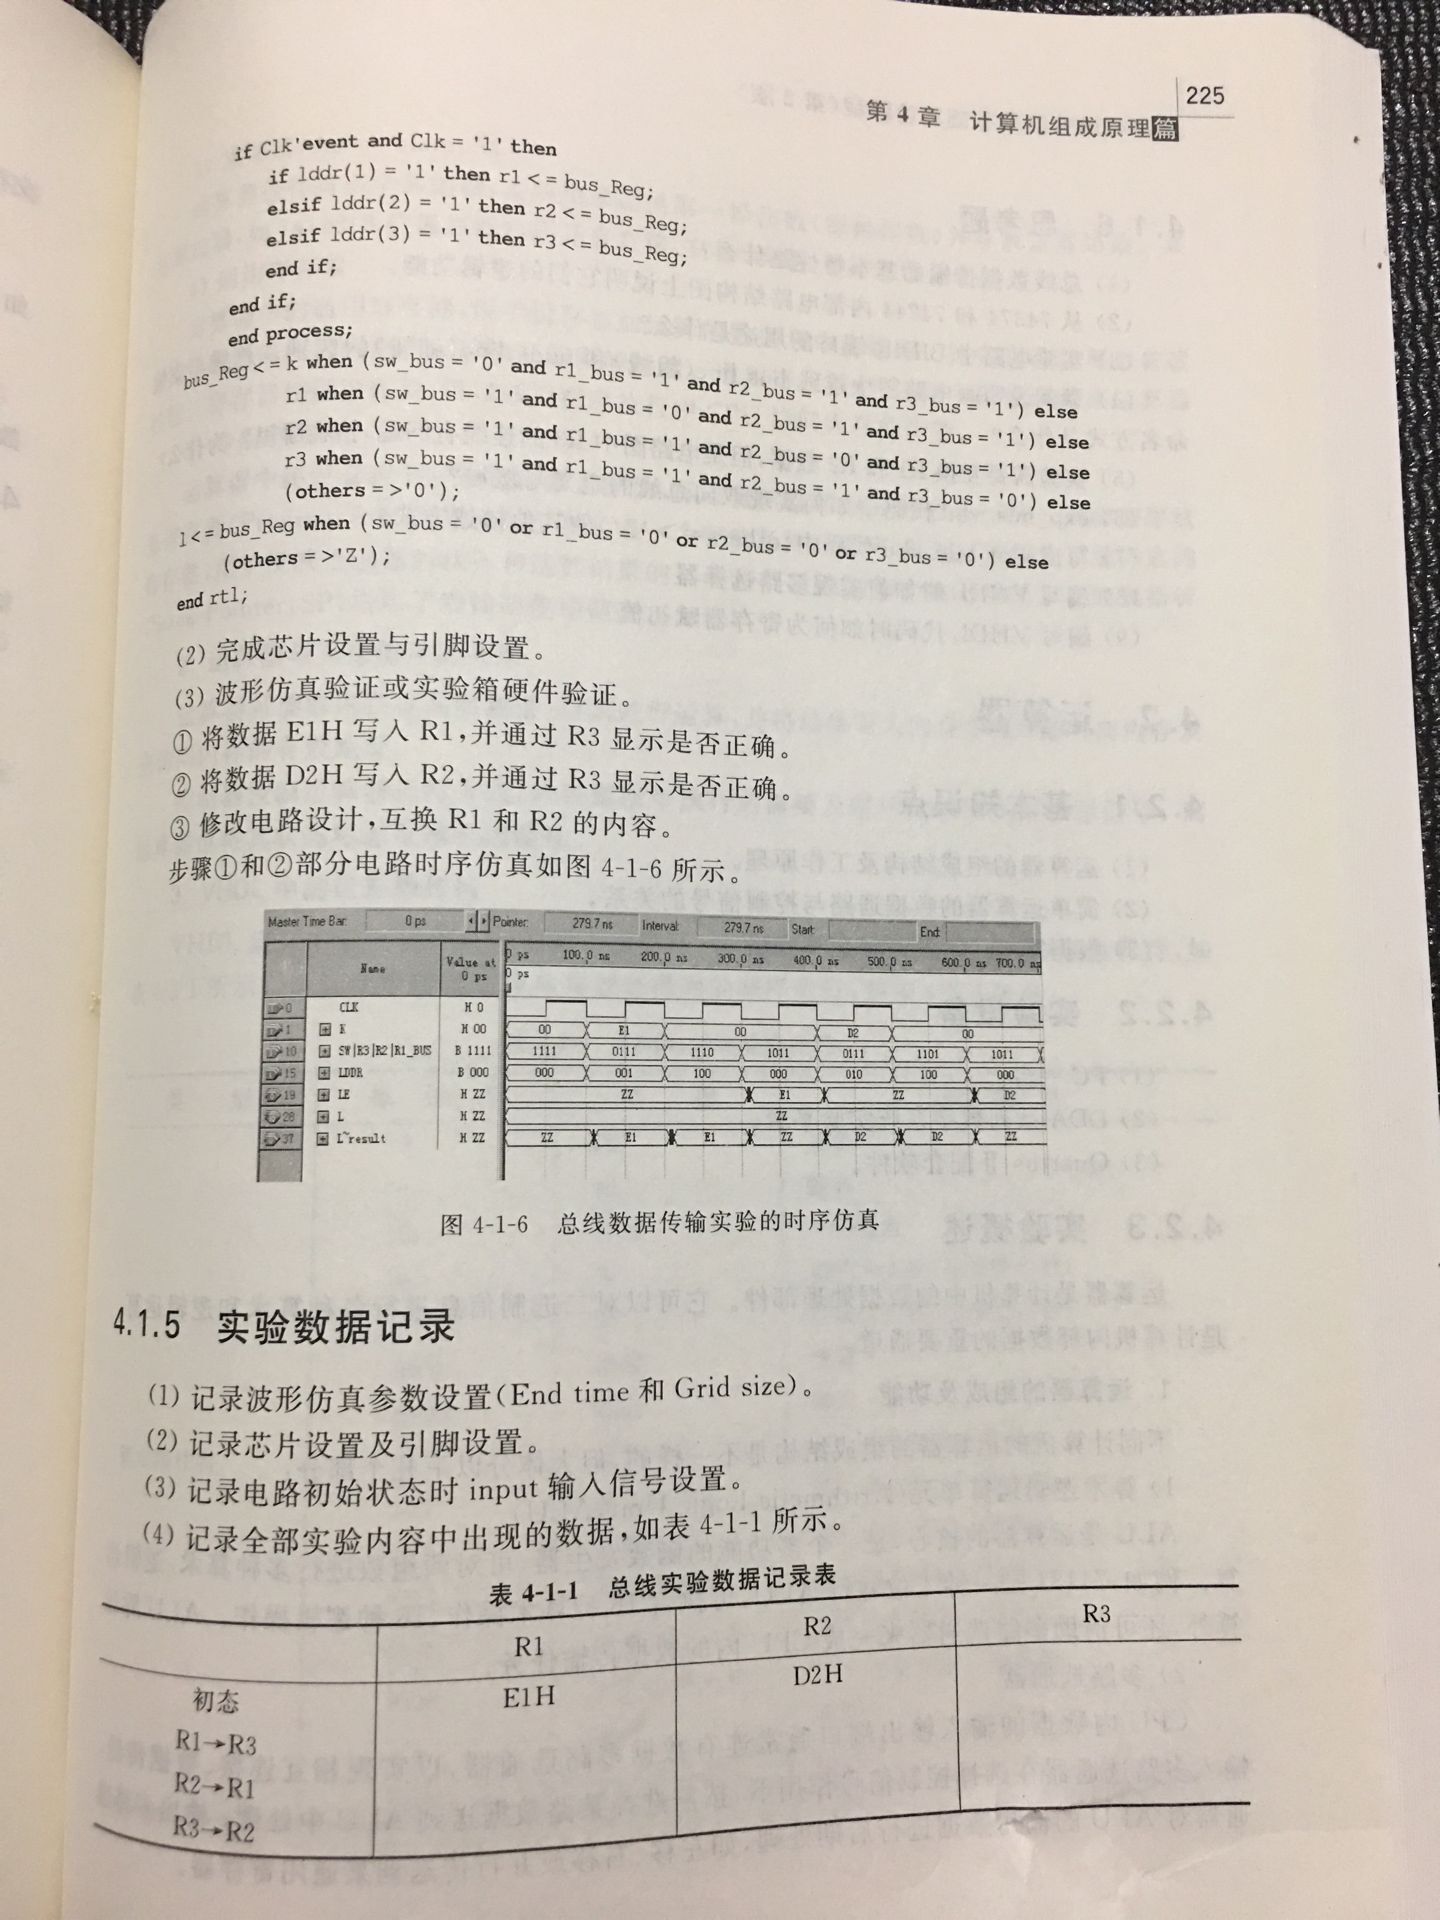 225
第 4 章 计算机组成原理篇
if Clk'event and Clk = '1' then
if lddr(1) = '1' then r1 <= bus_Reg;
elsif lddr(2) = '1' then r2 <= bus_Reg;
elsif lddr(3) = '1' then r3 <= bus_Reg;
end if;
end if;
end process;
bus_Reg <= k when (sw_bus = '0' and r1_bus = '1' and r2_bus = '1' and r3_bus = '1') else
r1 when (sw_bus = '1' and r1_bus = '0' and r2_bus = '1' and r3_bus = '1') else
r2 when (sw_bus = '1' and r1_bus = '1' and r2_bus = '0' and r3_bus = '1') else
r3 when (sw_bus = '1' and r1_bus = '1' and r2_bus = '1' and r3_bus = '0') else
(others =>'0');
l <= bus_Reg when (sw_bus = '0' or r1_bus = '0' or r2_bus = '0' or r3_bus = '0') else
(others =>'Z');
end rtl;
(2) 完成芯片设置与引脚设置。
(3) 波形仿真验证或实验箱硬件验证。
① 将数据 E1H 写入 R1,并通过 R3 显示是否正确。
② 将数据 D2H 写入 R2,并通过 R3 显示是否正确。
③ 修改电路设计,互换 R1 和 R2 的内容。
步骤①和②部分电路时序仿真如图 4-1-6 所示。
Master Time Bar: 0 ps Pointer: 279.7 ns Interval: 279.7 ns Start: End:
Name Value at 0 ps 0 ps 100.0 ns 200.0 ns 300.0 ns 400.0 ns 500.0 ns 600.0 ns 700.0 ns
0 ps
0 CLK H 0
1 K H 00 00 E1 00 D2 00
10 SW|R3|R2|R1_BUS B 1111 1111 0111 1110 1011 0111 1101 1011
15 LDDR B 000 000 001 100 000 010 100 000
19 LE H ZZ ZZ E1 ZZ D2
28 L H ZZ ZZ
37 L~result H ZZ ZZ E1 E1 ZZ D2 D2 ZZ
图 4-1-6 总线数据传输实验的时序仿真
4.1.5 实验数据记录
(1) 记录波形仿真参数设置(End time 和 Grid size)。
(2) 记录芯片设置及引脚设置。
(3) 记录电路初始状态时 input 输入信号设置。
(4) 记录全部实验内容中出现的数据,如表 4-1-1 所示。
表 4-1-1 总线实验数据记录表
R1 R2 R3
初态 E1H D2H
R1→R3
R2→R1
R3→R2